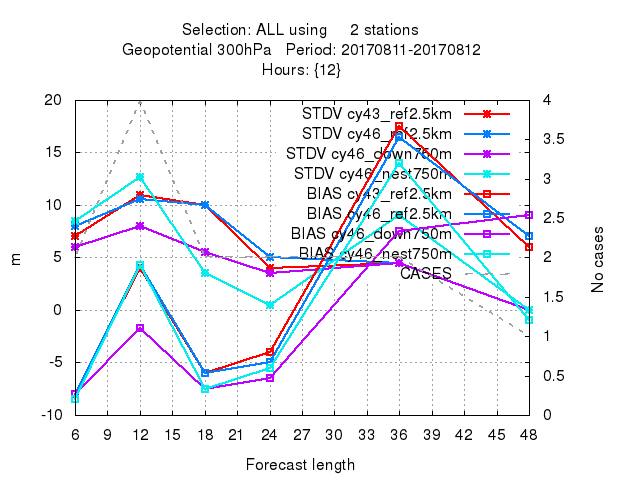 Selection: ALL using 2 stations
Geopotential 300hPa Period: 20170811-20170812
Hours: {12}
20
15
10
5
0
-5
-10
m
4
3.5
3
2.5
2
1.5
1
0.5
0
No cases
STDV cy43_ref2.5km
STDV cy46_ref2.5km
STDV cy46_down750m
STDV cy46_nest750m
BIAS cy43_ref2.5km
BIAS cy46_ref2.5km
BIAS cy46_down750m
BIAS cy46_nest750m
CASES
6 9 12 15 18 21 24 27 30 33 36 39 42 45 48
Forecast length